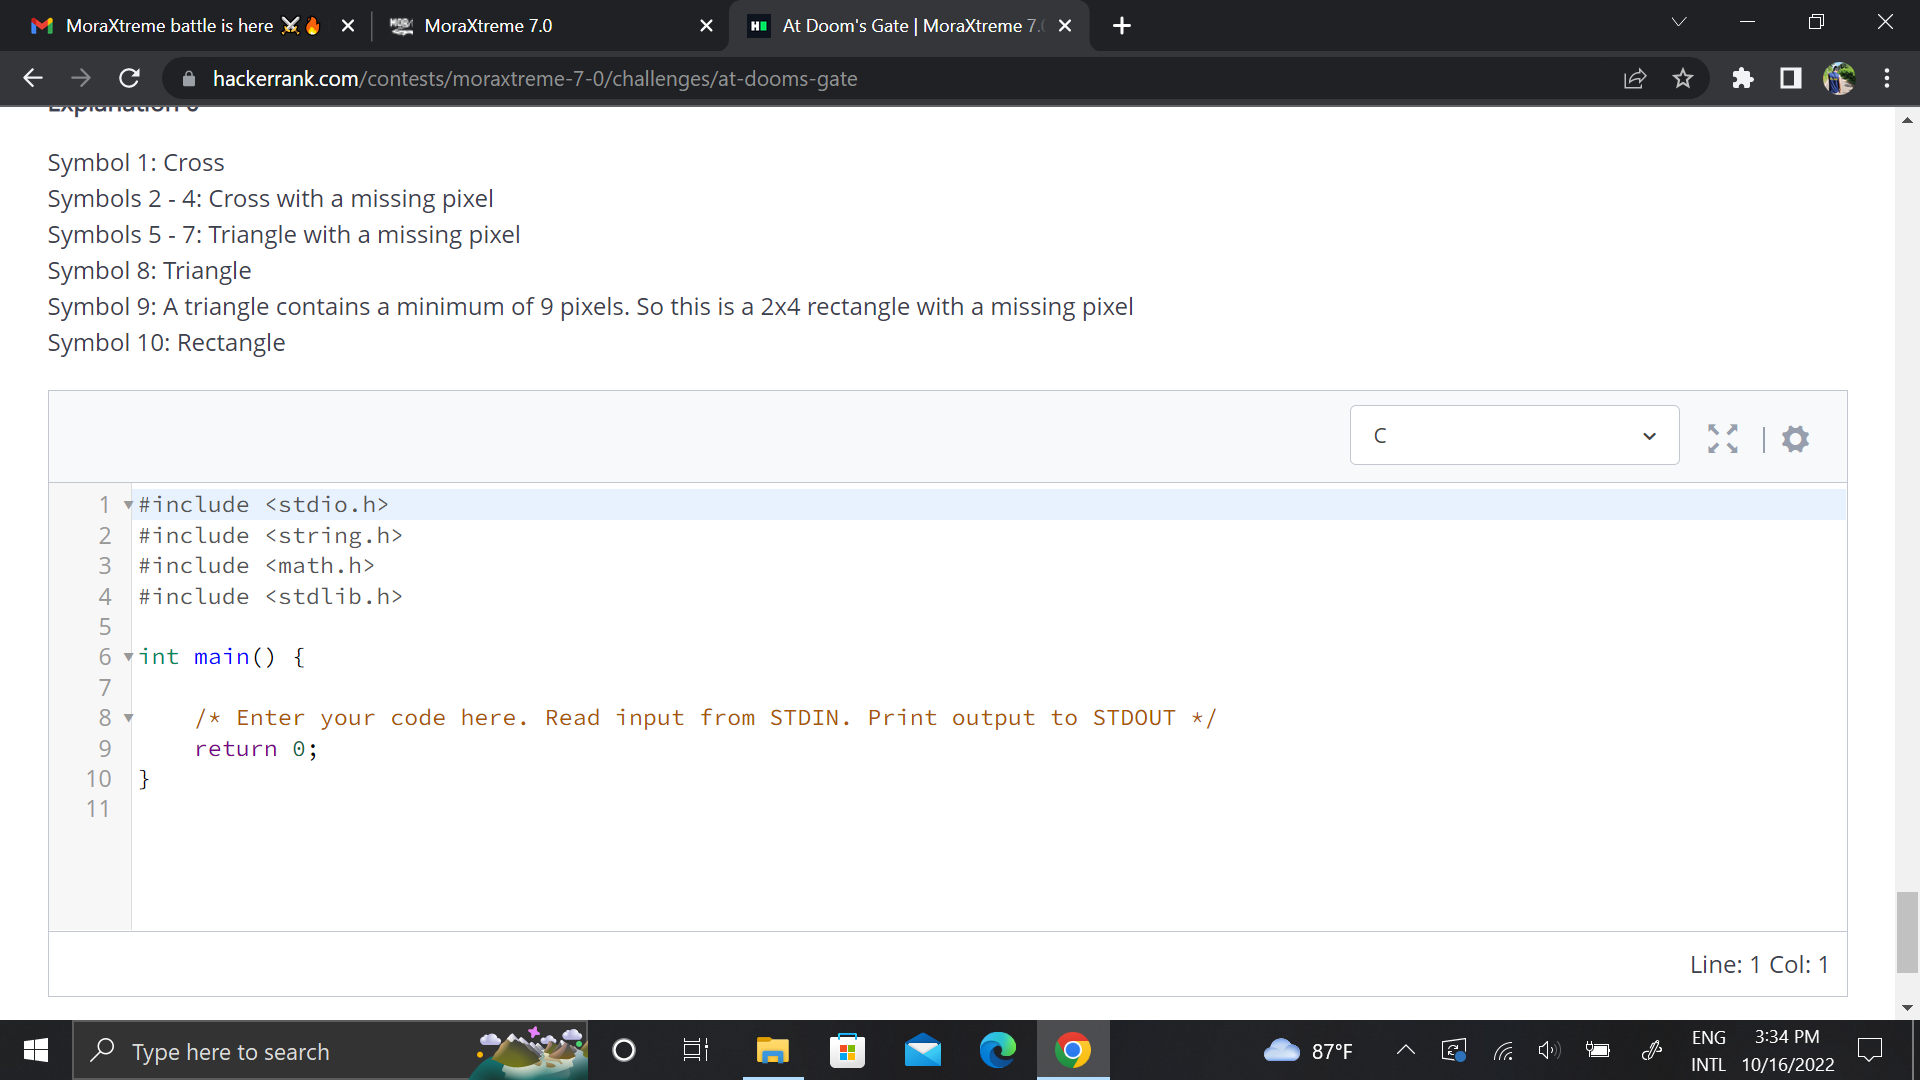 MoraXtreme battle is here ⚔🔥
MoraXtreme 7.0
At Doom's Gate | MoraXtreme 7.0
hackerrank.com/contests/moraxtreme-7-0/challenges/at-dooms-gate
Symbol 1: Cross
Symbols 2 - 4: Cross with a missing pixel
Symbols 5 - 7: Triangle with a missing pixel
Symbol 8: Triangle
Symbol 9: A triangle contains a minimum of 9 pixels. So this is a 2x4 rectangle with a missing pixel
Symbol 10: Rectangle
C
1 #include <stdio.h>
2 #include <string.h>
3 #include <math.h>
4 #include <stdlib.h>
5
6 int main() {
7
8 /* Enter your code here. Read input from STDIN. Print output to STDOUT */
9 return 0;
10 }
11
Line: 1 Col: 1
Type here to search
87°F
ENG
INTL
3:34 PM
10/16/2022